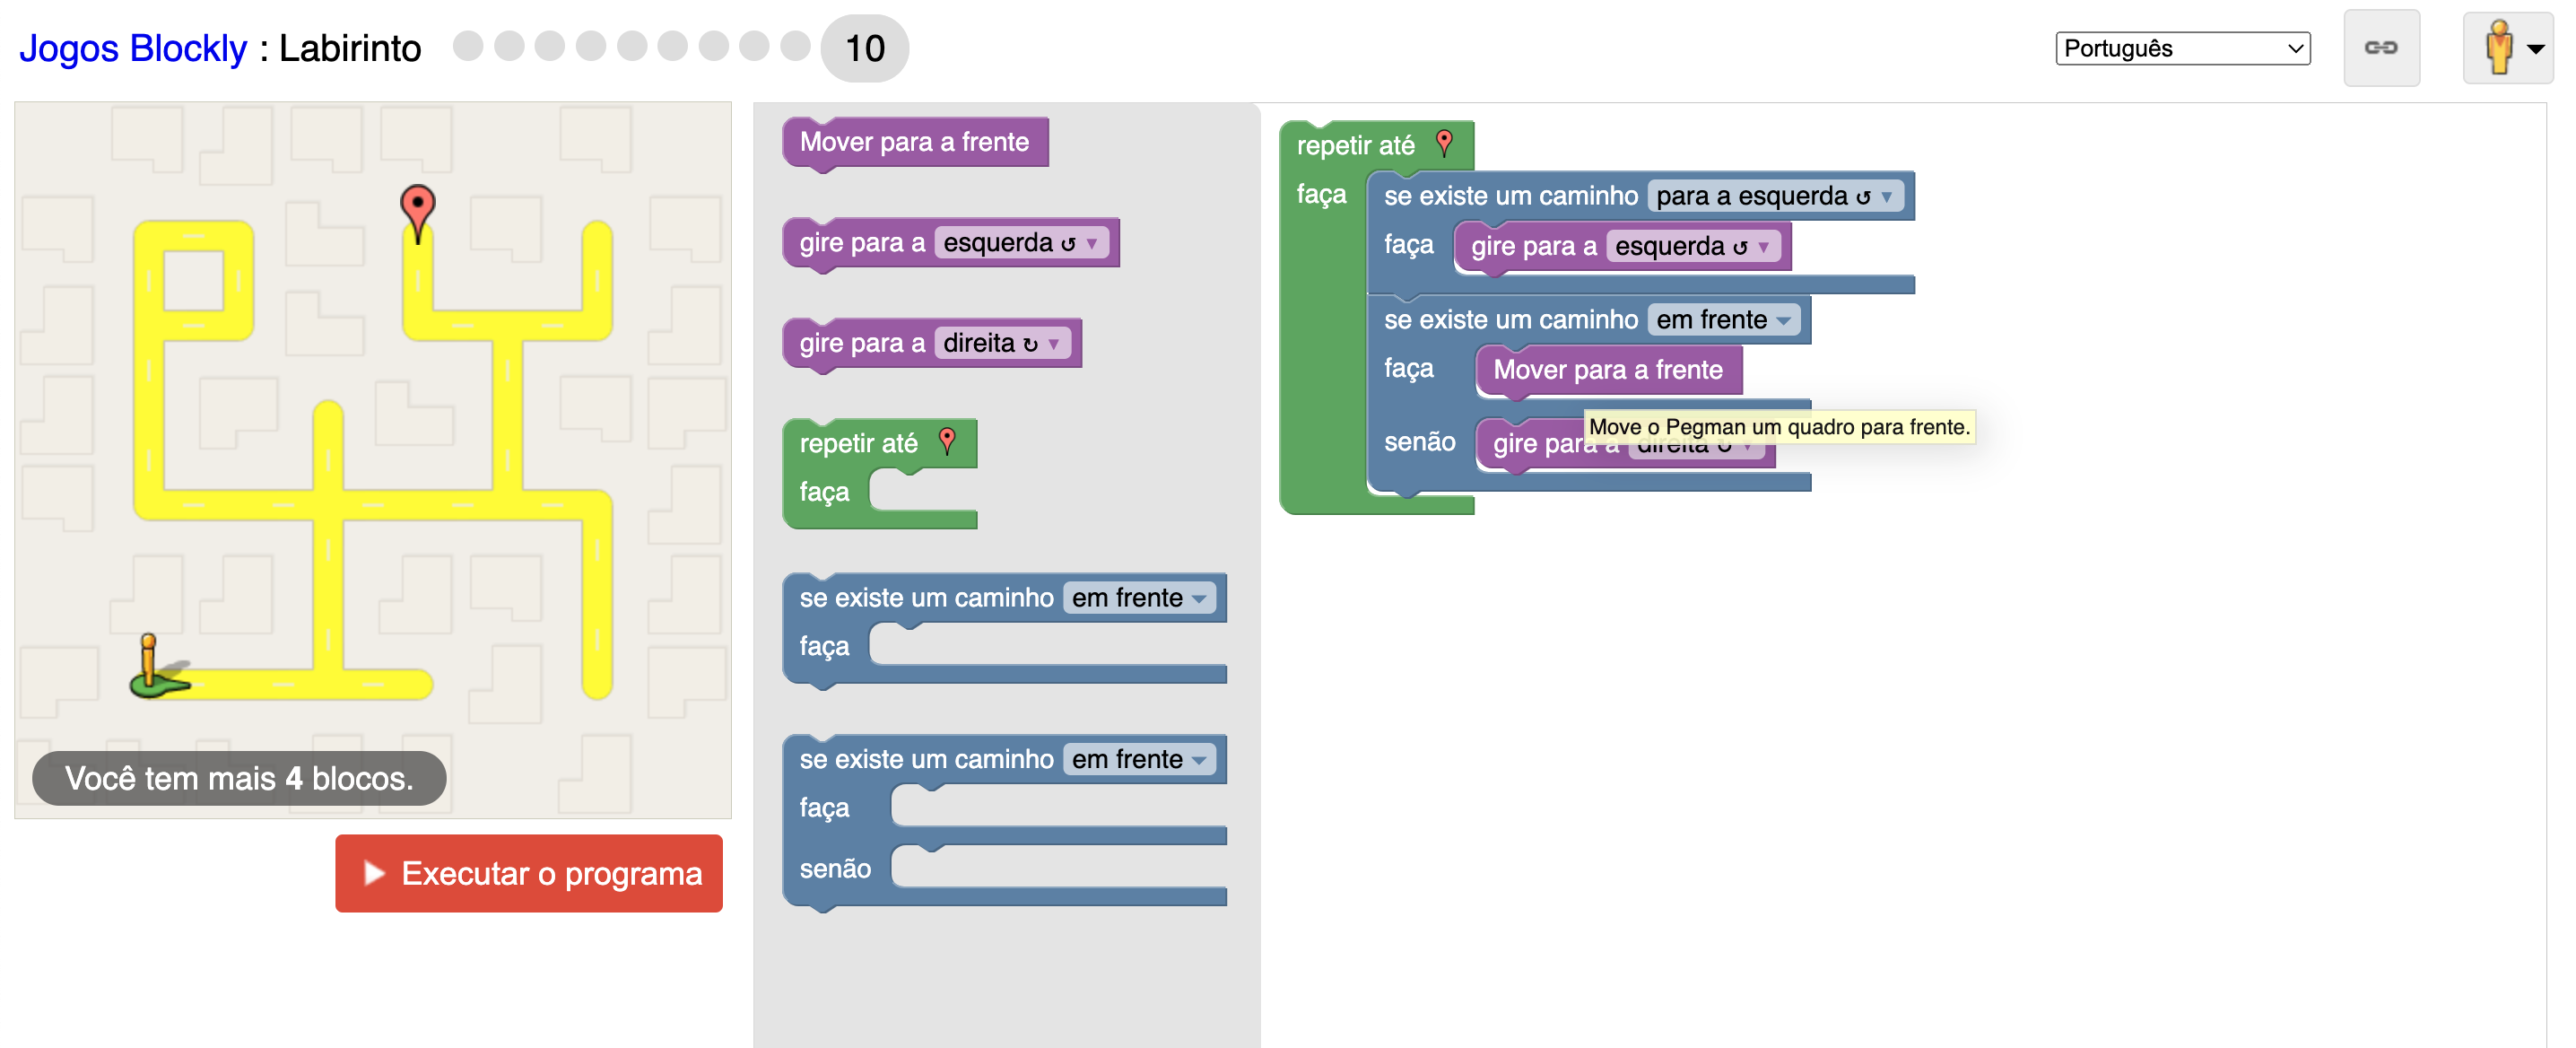 Jogos Blockly : Labirinto
10
Português
Você tem mais 4 blocos.
Executar o programa
Mover para a frente
gire para a esquerda ↺ ▾
gire para a direita ↻ ▾
repetir até
faça
se existe um caminho em frente
faça
se existe um caminho em frente
faça
senão
repetir até
faça
se existe um caminho para a esquerda ↺ ▾
faça
gire para a esquerda ↺ ▾
se existe um caminho em frente
faça
Mover para a frente
Move o Pegman um quadro para frente.
senão
gire para a direita ↻ ▾